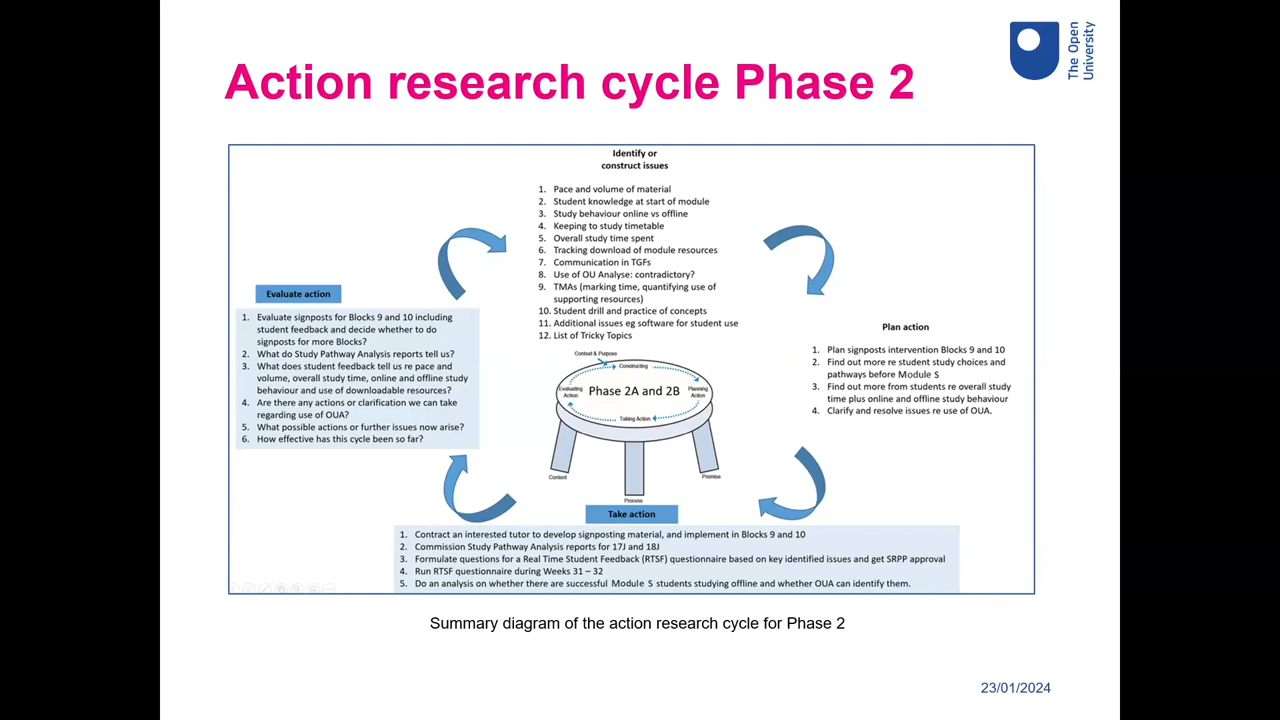 Action research cycle Phase 2
The Open
University
Identify or
construct issues
1. Pace and volume of material
2. Student knowledge at start of module
3. Study behaviour online vs offline
4. Keeping to study timetable
5. Overall study time spent
6. Tracking download of module resources
7. Communication in TGFs
8. Use of OU Analyse: contradictory?
9. TMAs (marking time, quantifying use of
supporting resources)
10. Student drill and practice of concepts
11. Additional issues eg software for student use
12. List of Tricky Topics
Plan action
1. Plan signposts intervention Blocks 9 and 10
2. Find out more re student study choices and
pathways before Module S
3. Find out more from students re overall study
time plus online and offline study behaviour
4. Clarify and resolve issues re use of OUA.
Take action
1. Contract an interested tutor to develop signposting material, and implement in Blocks 9 and 10
2. Commission Study Pathway Analysis reports for 17J and 18J
3. Formulate questions for a Real Time Student Feedback (RTSF) questionnaire based on key identified issues and get SRPP approval
4. Run RTSF questionnaire during Weeks 31 – 32
5. Do an analysis on whether there are successful Module S students studying offline and whether OUA can identify them.
Evaluate action
1. Evaluate signposts for Blocks 9 and 10 including
student feedback and decide whether to do
signposts for more Blocks?
2. What do Study Pathway Analysis reports tell us?
3. What does student feedback tell us re pace and
volume, overall study time, online and offline study
behaviour and use of downloadable resources?
4. Are there any actions or clarification we can take
regarding use of OUA?
5. What possible actions or further issues now arise?
6. How effective has this cycle been so far?
Context & Purpose
Constructing
Planning
Action
Taking Action
Evaluating
Action
Phase 2A and 2B
Content
Process
Premise
Summary diagram of the action research cycle for Phase 2
23/01/2024